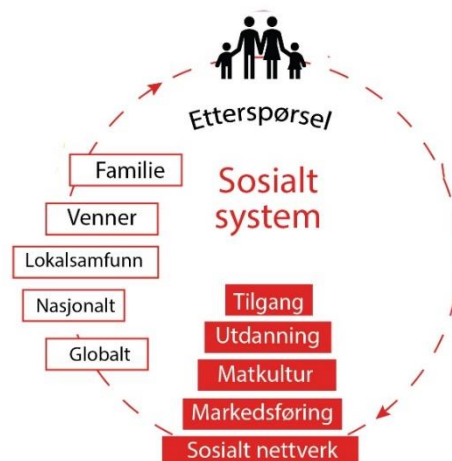 Etterspørsel
Sosialt
system
Familie
Venner
Lokalsamfunn
Nasjonalt
Globalt
Tilgang
Utdanning
Matkultur
Markedsføring
Sosialt nettverk